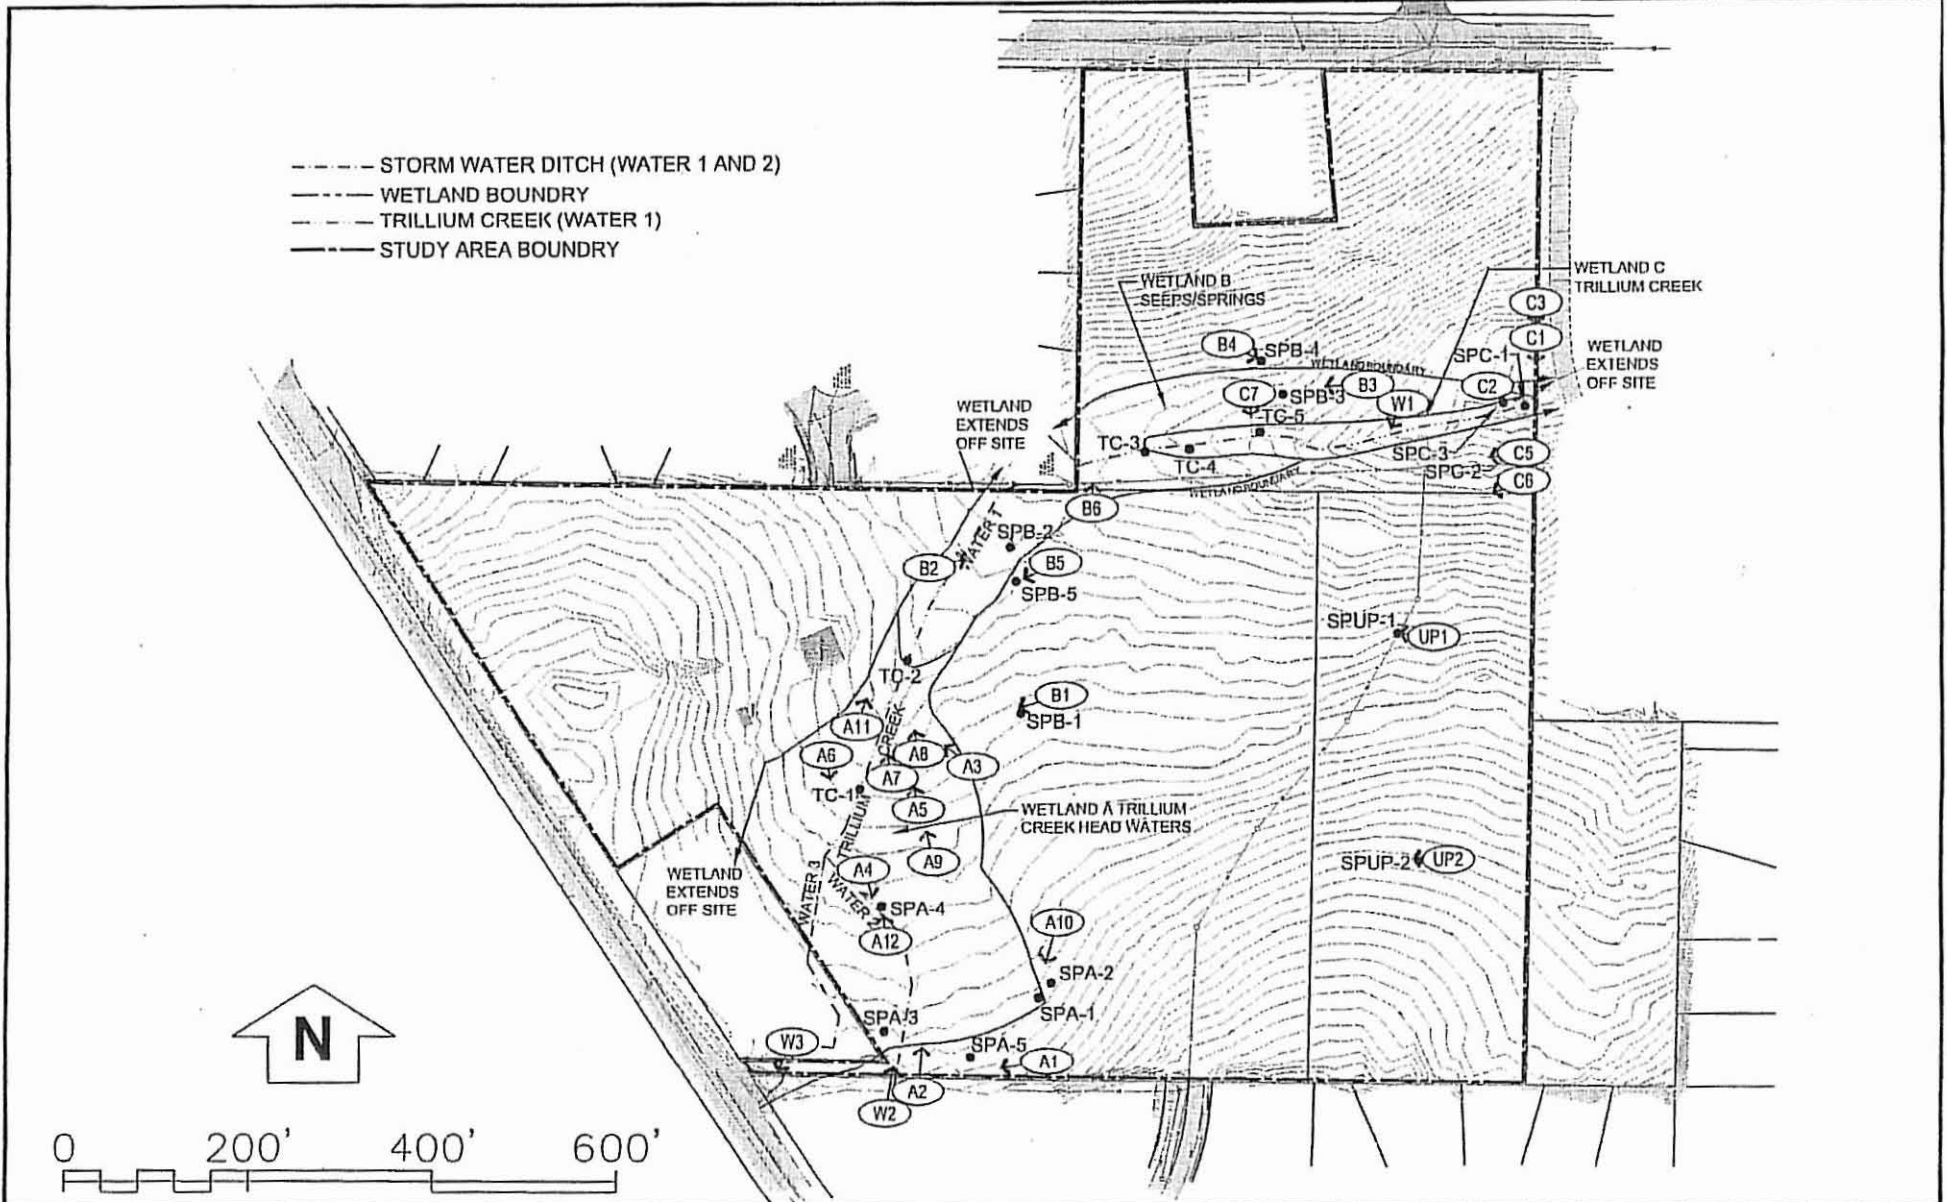 STORM WATER DITCH (WATER 1 AND 2)
WETLAND BOUNDRY
TRILLIUM CREEK (WATER 1)
STUDY AREA BOUNDRY
WETLAND C
TRILLIUM CREEK
WETLAND B
SEEPS/SPRINGS
C3
C1
B4
SPB-4
SPC-1
WETLAND
EXTENDS
OFF SITE
WETLAND BOUNDARY
C7
SPB-3
B3
C2
W1
WETLAND
EXTENDS
OFF SITE
TC-5
TC-3
TC-4
SPC-3
C5
SPC-2
C6
WETLAND BOUNDARY
B6
WATER 1
SPB-2
B2
B5
SPB-5
SPUP-1
UP1
TC-2
B1
SPB-1
A11
CREEK
A6
A8
A3
A7
TC-1
A5
TRILLIUM
WETLAND A TRILLIUM
CREEK HEAD WATERS
A9
SPUP-2
UP2
WETLAND
EXTENDS
OFF SITE
WATER 3
A4
WATER
SPA-4
A12
A10
SPA-2
SPA-1
SPA-3
W3
SPA-5
A1
A2
W2
N
0 200' 400' 600'